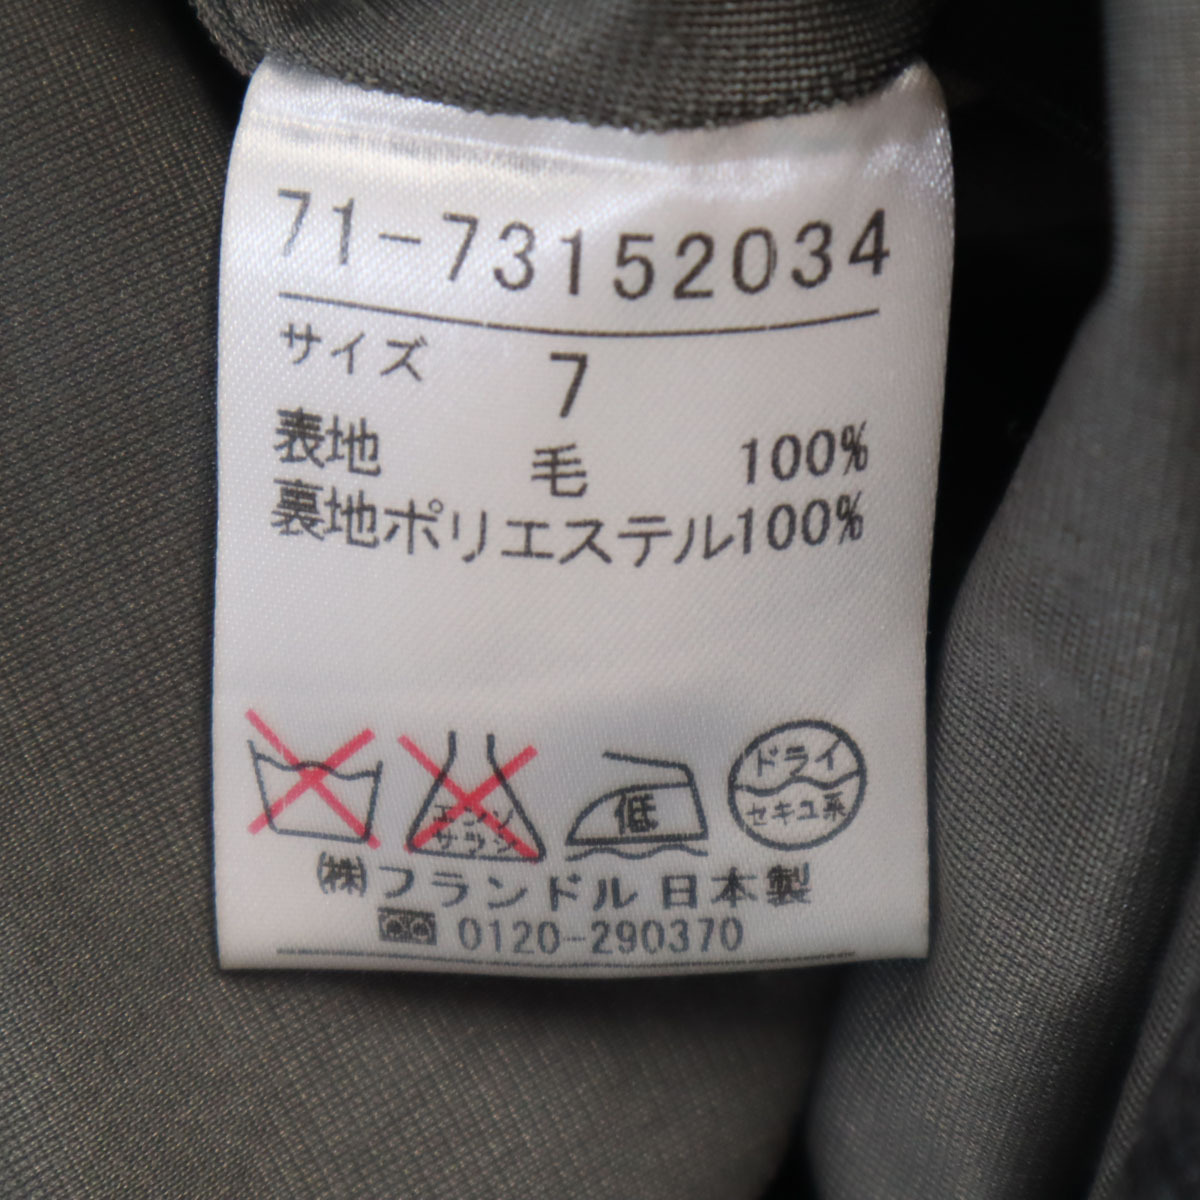 71-73152034
サイズ 7
表地 毛 100%
裏地ポリエステル100%
エンソ
サラシ
低
ドライ
セキユ系
㈱フランドル 日本製
0120-290370